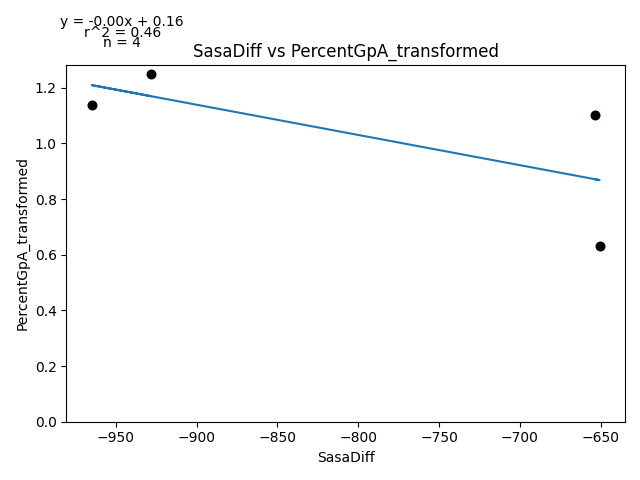 y = -0.00x + 0.16
r^2 = 0.46
n = 4
SasaDiff vs PercentGpA_transformed
1.2
1.0
0.8
0.6
0.4
0.2
0.0
PercentGpA_transformed
−950
−900
−850
−800
−750
−700
−650
SasaDiff